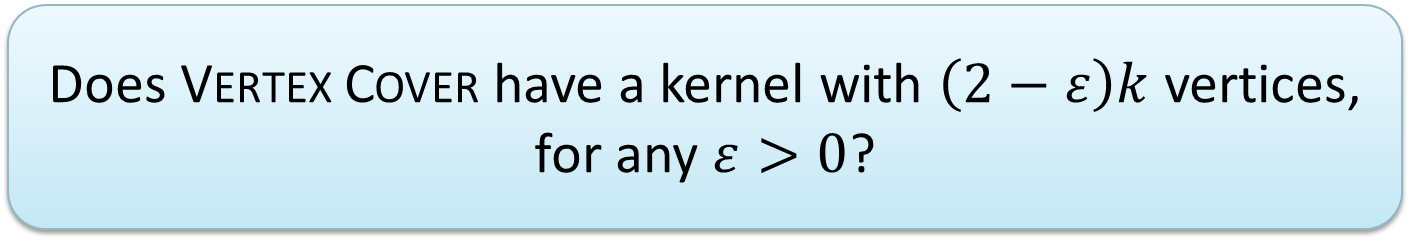 Does VERTEX COVER have a kernel with (2 − ε)k vertices,
for any ε > 0?